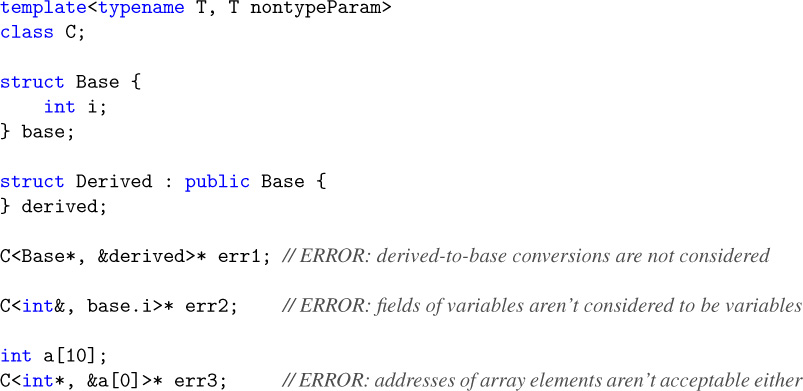 template<typename T, T nontypeParam>
class C;
struct Base {
    int i;
} base;
struct Derived : public Base {
} derived;
C<Base*, &derived>* err1; // ERROR: derived-to-base conversions are not considered
C<int&, base.i>* err2; // ERROR: fields of variables aren’t considered to be variables
int a[10];
C<int*, &a[0]>* err3; // ERROR: addresses of array elements aren’t acceptable either